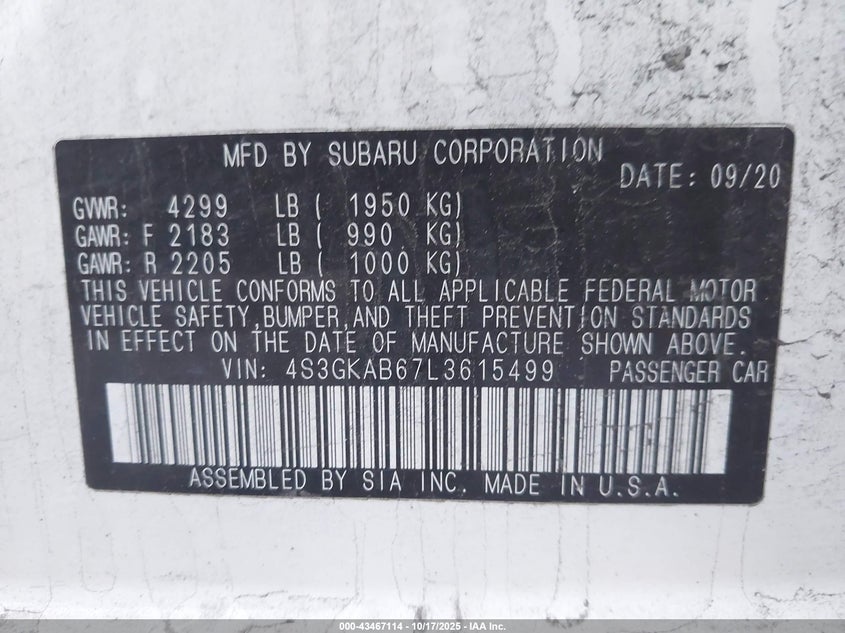 MFD BY SUBARU CORPORATION
DATE: 09/20
GVWR: 4299 LB ( 1950 KG)
GAWR: F 2183 LB ( 990 KG)
GAWR: R 2205 LB ( 1000 KG)
THIS VEHICLE CONFORMS TO ALL APPLICABLE FEDERAL MOTOR
VEHICLE SAFETY,BUMPER,AND THEFT PREVENTION STANDARDS
IN EFFECT ON THE DATE OF MANUFACTURE SHOWN ABOVE.
VIN: 4S3GKAB67L3615499 PASSENGER CAR
ASSEMBLED BY SIA INC. MADE IN U.S.A.
000-43467114 - 10/17/2025 - IAA Inc.